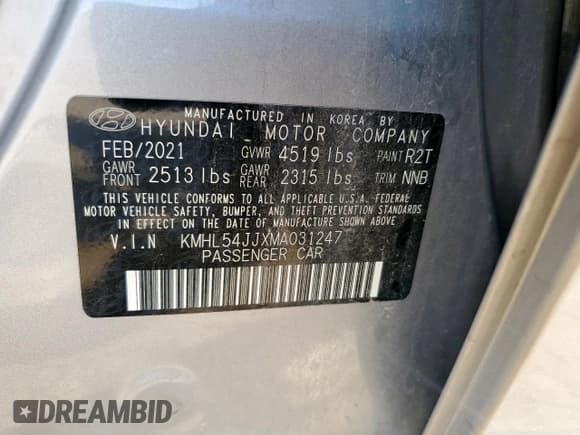 MANUFACTURED IN KOREA BY
HYUNDAI MOTOR COMPANY
FEB/2021 GVWR 4519 lbs PAINT R2T
GAWR FRONT 2513 lbs GAWR REAR 2315 lbs TRIM NNB
THIS VEHICLE CONFORMS TO ALL APPLICABLE U.S.A. FEDERAL
MOTOR VEHICLE SAFETY, BUMPER, AND THEFT PREVENTION STANDARDS
IN EFFECT ON THE DATE OF MANUFACTURE SHOWN ABOVE
V.I.N KMHL54JJXMA031247
PASSENGER CAR
DREAMBID